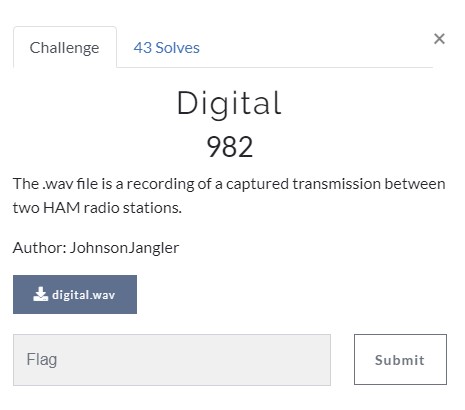 Challenge
43 Solves
×
Digital
982
The .wav file is a recording of a captured transmission between
two HAM radio stations.
Author: JohnsonJangler
digital.wav
Flag
Submit